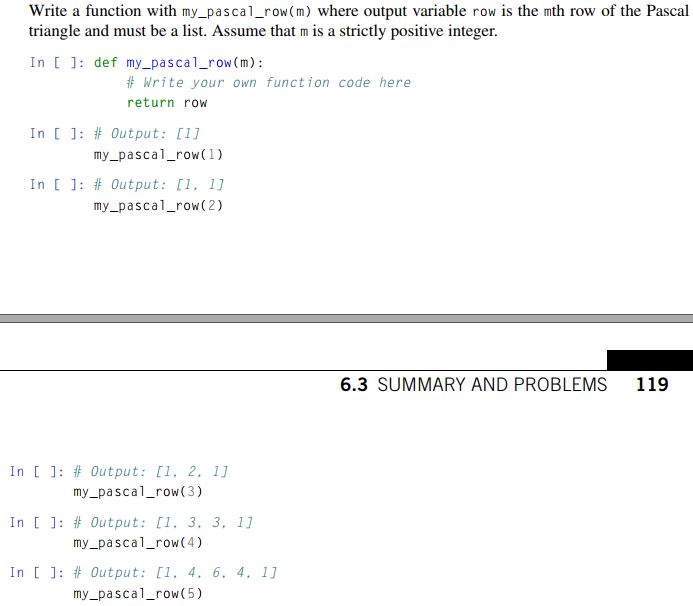 Write a function with my_pascal_row(m) where output variable row is the mth row of the Pascal
triangle and must be a list. Assume that m is a strictly positive integer.
In [ ]: def my_pascal_row(m):
# Write your own function code here
return row
In [ ]: # Output: [1]
my_pascal_row(1)
In [ ]: # Output: [1, 1]
my_pascal_row(2)
6.3 SUMMARY AND PROBLEMS 119
In [ ]: # Output: [1, 2, 1]
my_pascal_row(3)
In [ ]: # Output: [1, 3, 3, 1]
my_pascal_row(4)
In [ ]: # Output: [1, 4, 6, 4, 1]
my_pascal_row(5)